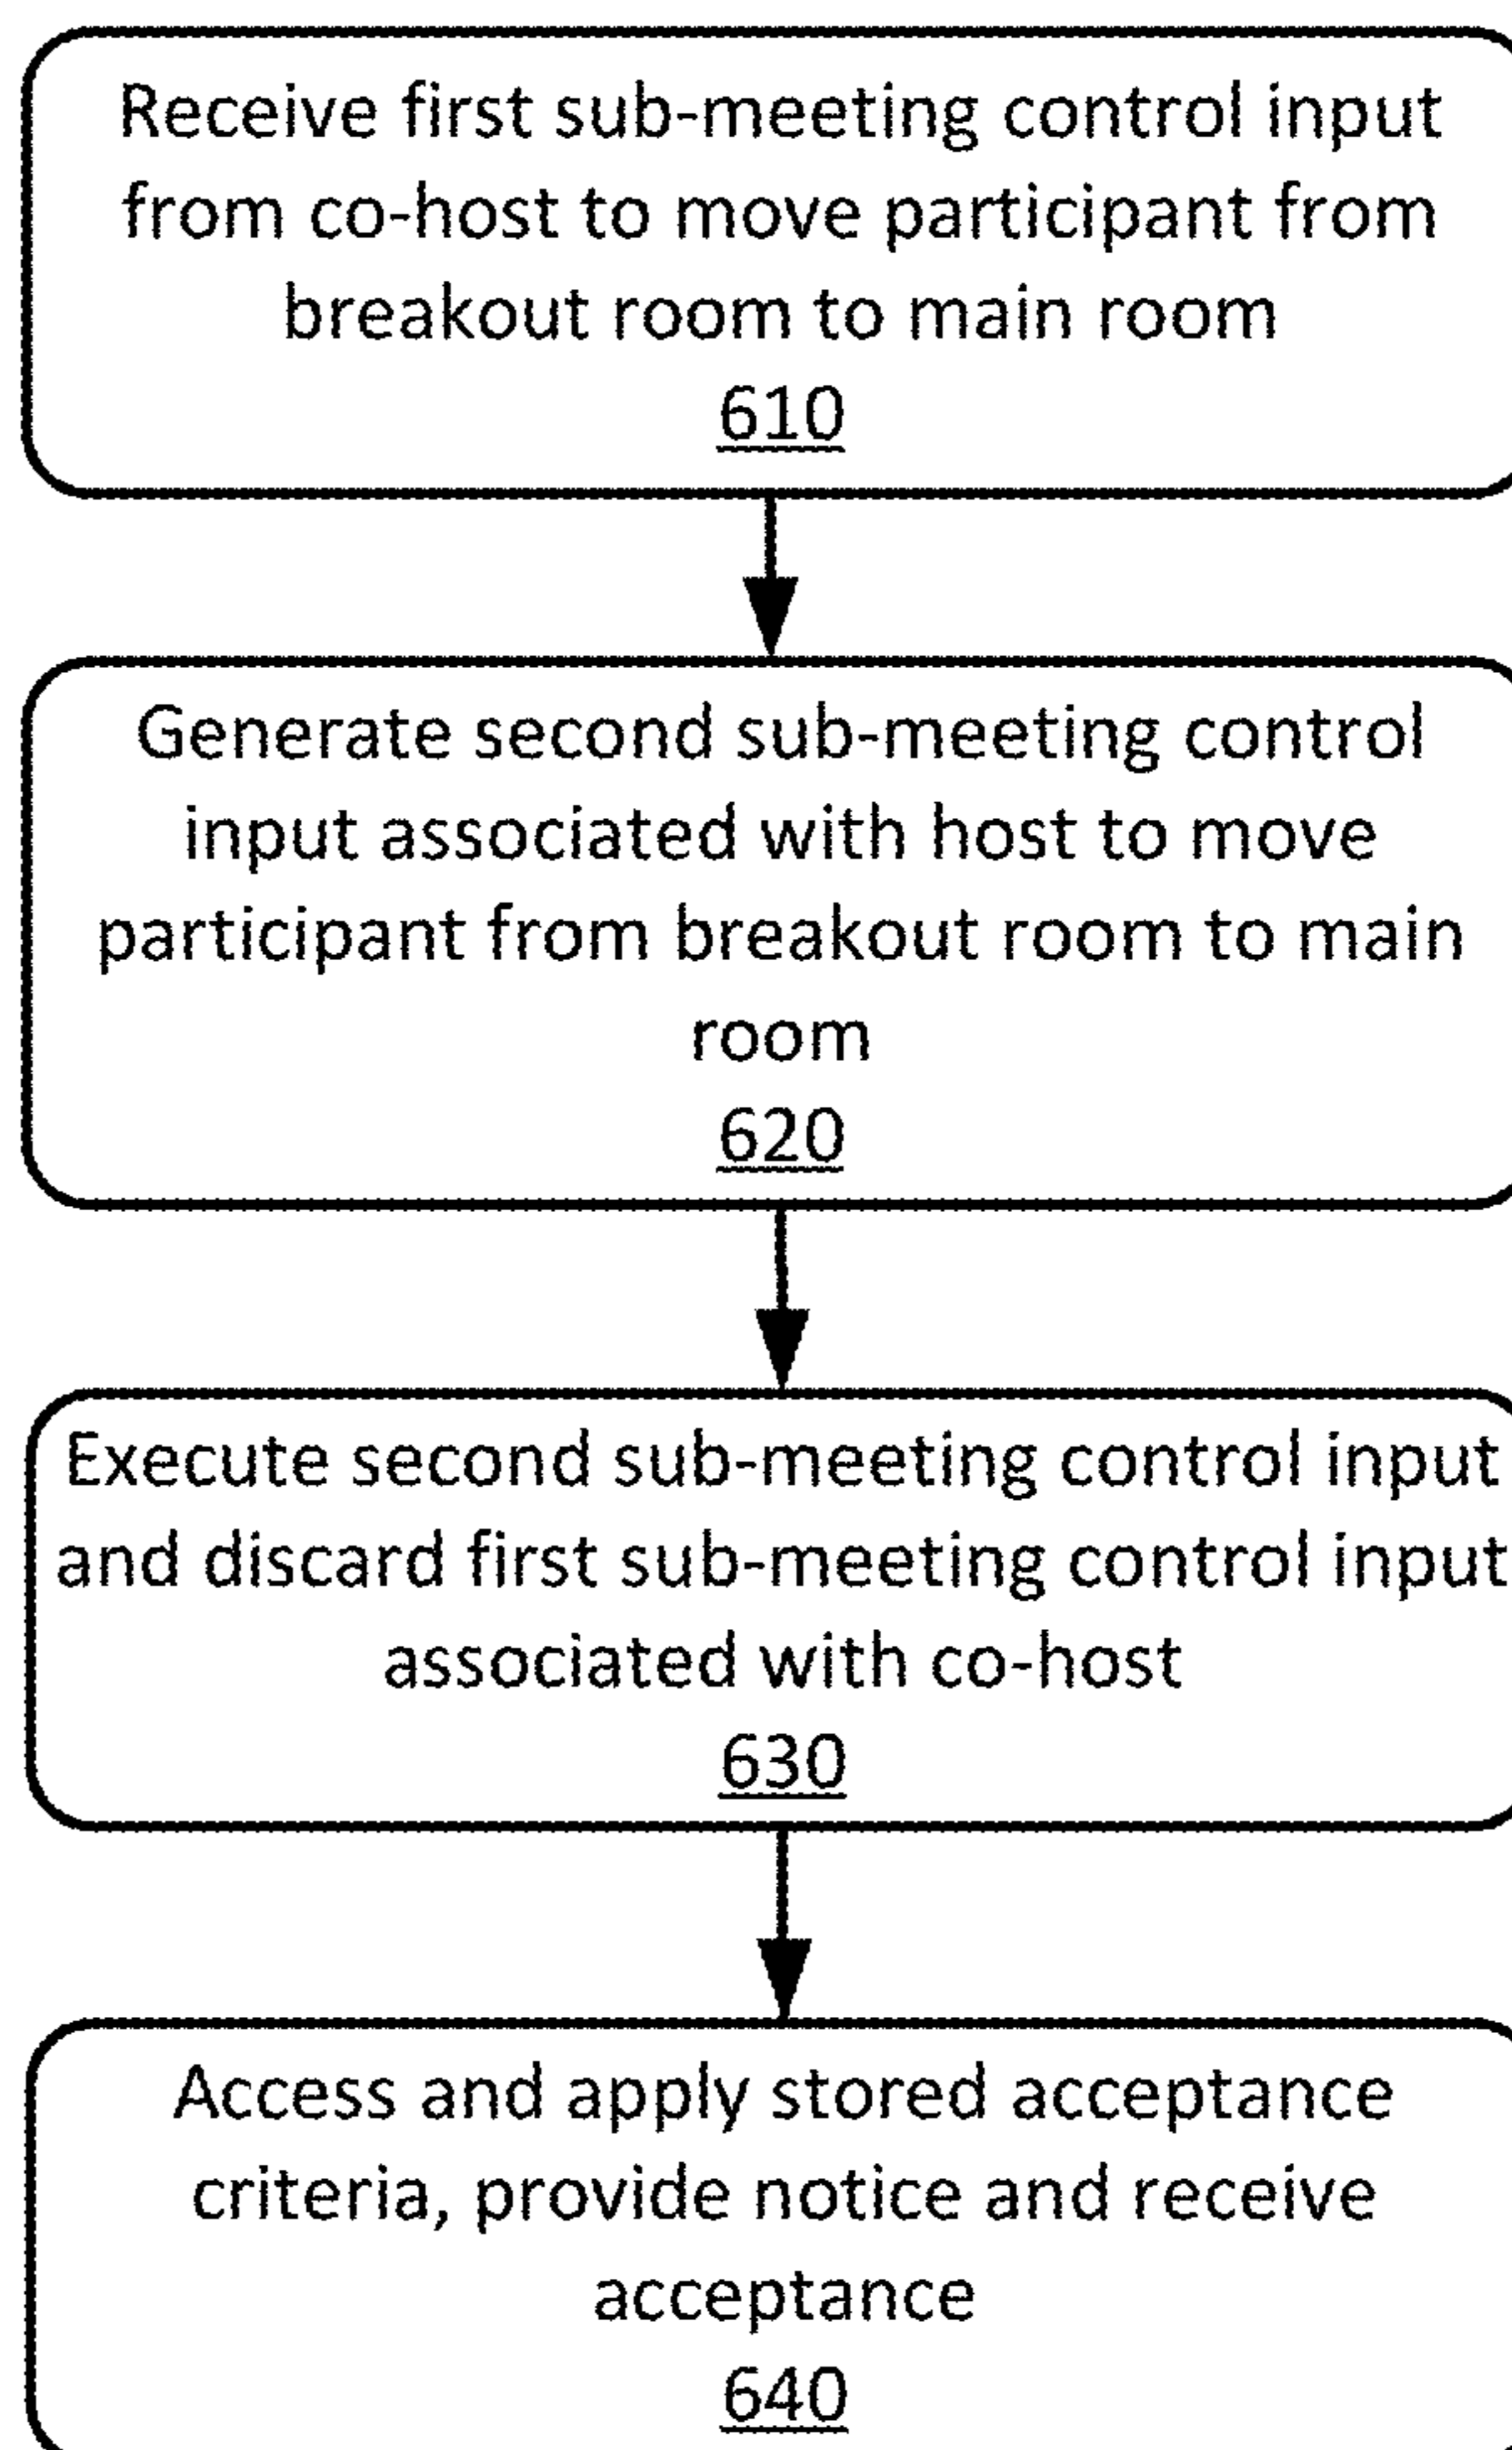 Receive first sub-meeting control input
from co-host to move participant from
breakout room to main room
610
Generate second sub-meeting control
input associated with host to move
participant from breakout room to main
room
620
Execute second sub-meeting control input
and discard first sub-meeting control input
associated with co-host
630
Access and apply stored acceptance
criteria, provide notice and receive
acceptance
640